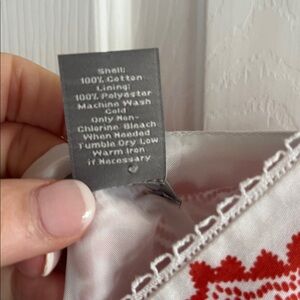 Shell:
100% Cotton
Lining:
100% Polyester
Machine Wash
Cold
Only Non-
Chlorine Bleach
When Needed
Tumble Dry Low
Warm Iron
if Necessary